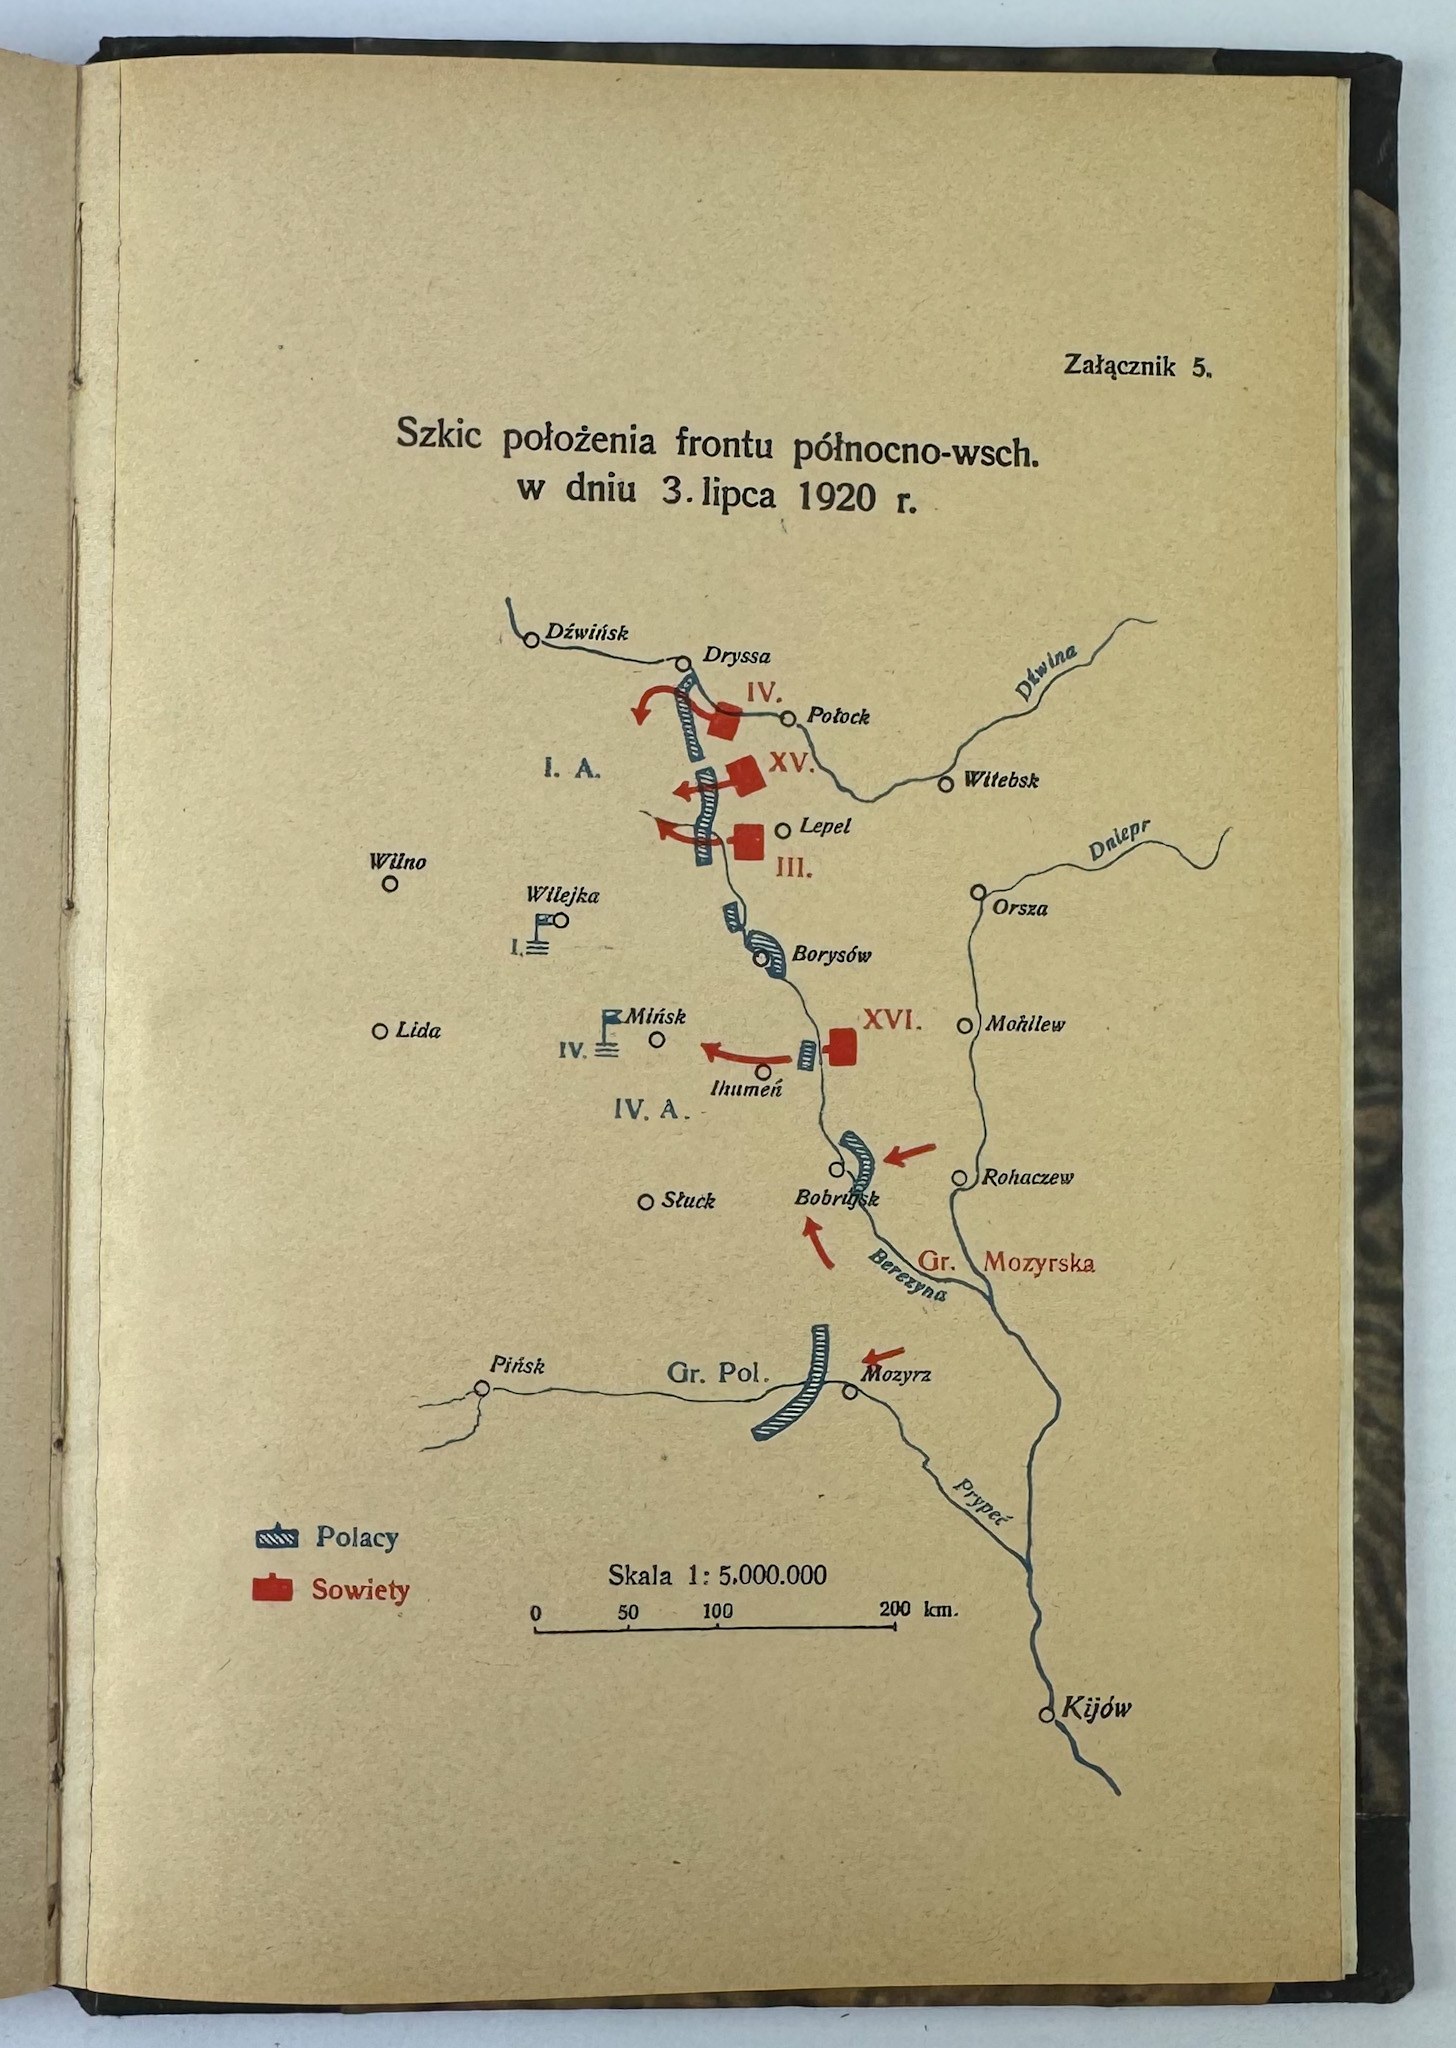 Załącznik 5.
Szkic położenia frontu północno-wsch.
w dniu 3. lipca 1920 r.
Dźwińsk
Dryssa
Dźwina
IV.
Połock
I. A.
XV.
Witebsk
Lepel
Dniepr
Wilno
III.
Wilejka
Orsza
I.
Borysów
Lida
Mińsk
XVI.
Mohilew
IV.
Ihumeń
IV. A.
Rohaczew
Słuck
Bobrujsk
Berezyna
Gr. Mozyrska
Pińsk
Gr. Pol.
Mozyrz
Prypeć
Polacy
Sowiety
Skala 1: 5.000.000
0 50 100 200 km.
Kijów